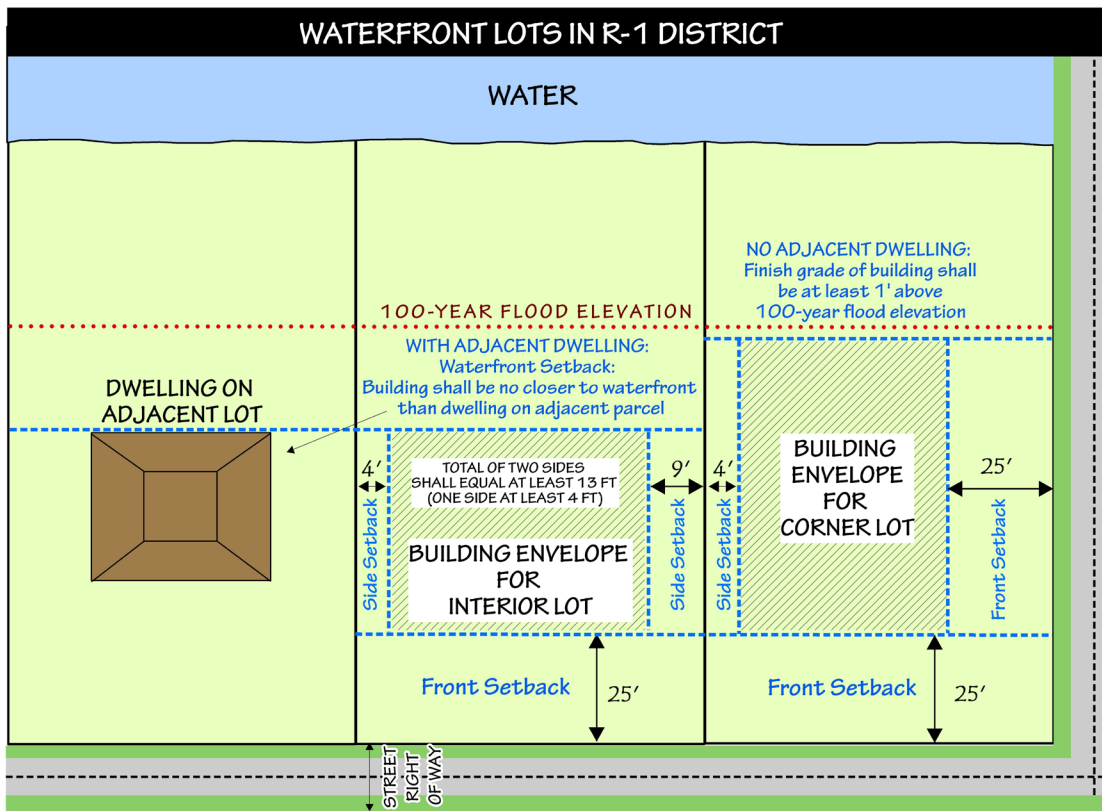 WATERFRONT LOTS IN R-1 DISTRICT
WATER
NO ADJACENT DWELLING:
Finish grade of building shall
be at least 1' above
100-year flood elevation
100-YEAR FLOOD ELEVATION
WITH ADJACENT DWELLING:
Waterfront Setback:
Building shall be no closer to waterfront
than dwelling on adjacent parcel
DWELLING ON
ADJACENT LOT
4'
Side Setback
TOTAL OF TWO SIDES
SHALL EQUAL AT LEAST 13 FT
(ONE SIDE AT LEAST 4 FT)
BUILDING ENVELOPE
FOR
INTERIOR LOT
9'
Side Setback
4'
Side Setback
BUILDING
ENVELOPE
FOR
CORNER LOT
25'
Front Setback
Front Setback
25'
Front Setback
25'
STREET
RIGHT
OF WAY